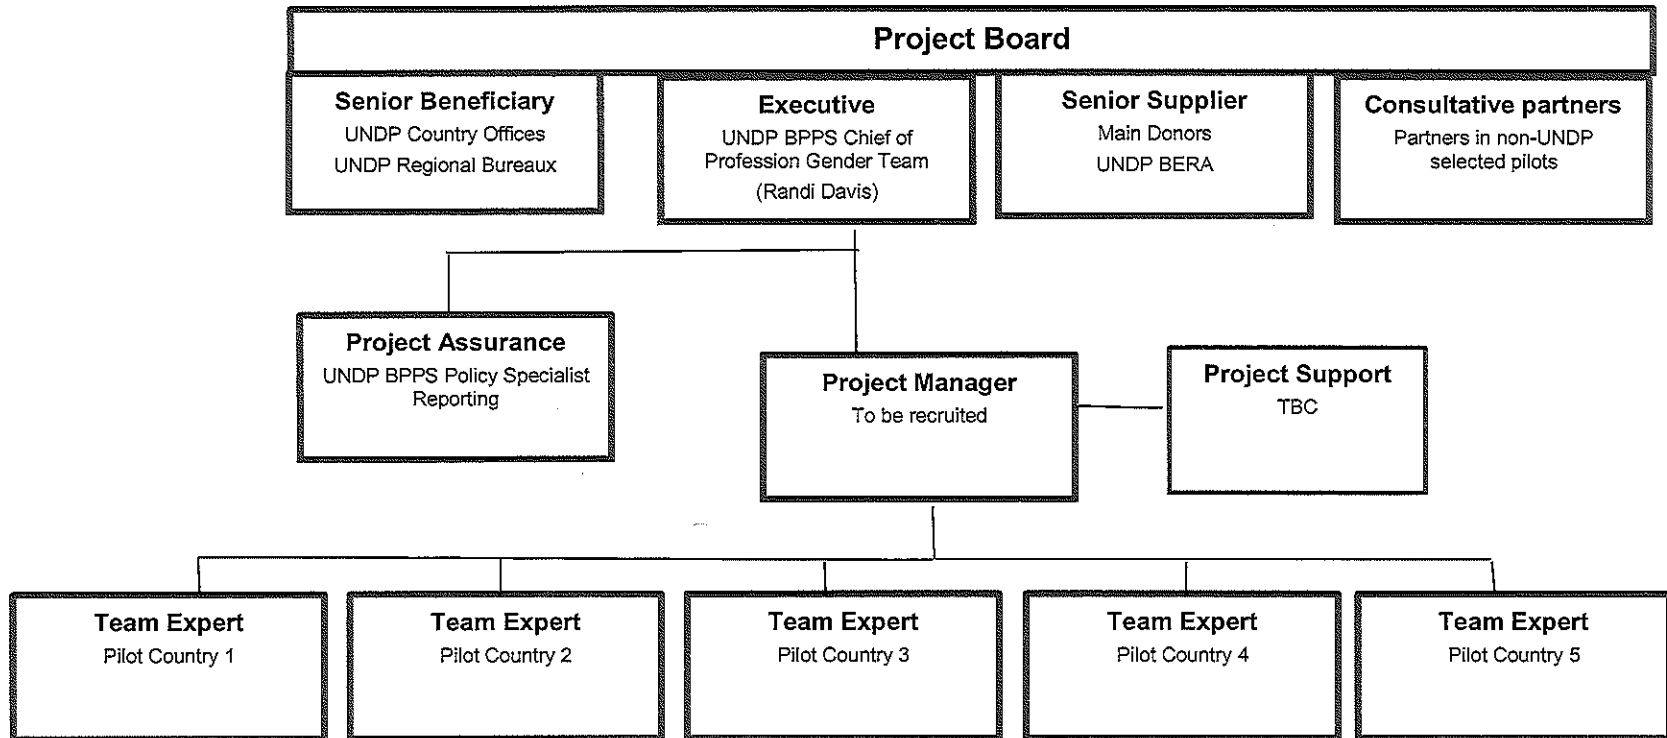 Project Board
Senior Beneficiary
UNDP Country Offices
UNDP Regional Bureaux
Executive
UNDP BPPS Chief of
Profession Gender Team
(Randi Davis)
Senior Supplier
Main Donors
UNDP BERA
Consultative partners
Partners in non-UNDP
selected pilots
Project Assurance
UNDP BPPS Policy Specialist
Reporting
Project Manager
To be recruited
Project Support
TBC
Team Expert
Pilot Country 1
Team Expert
Pilot Country 2
Team Expert
Pilot Country 3
Team Expert
Pilot Country 4
Team Expert
Pilot Country 5